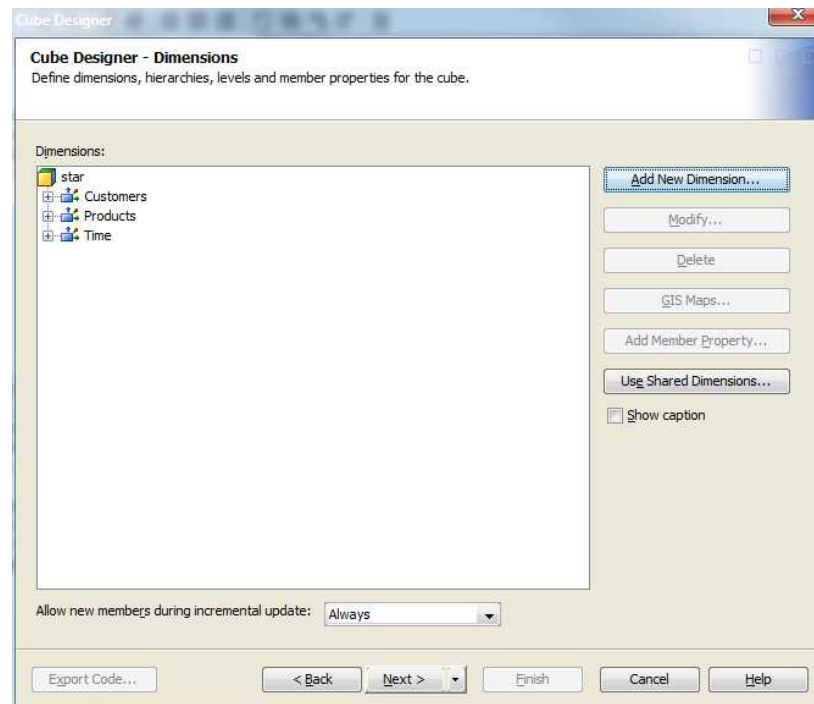 Cube Designer
Cube Designer - Dimensions
Define dimensions, hierarchies, levels and member properties for the cube.
Dimensions:
star
Customers
Products
Time
Add New Dimension...
Modify...
Delete
GIS Maps...
Add Member Property...
Use Shared Dimensions...
Show caption
Allow new members during incremental update: Always
Export Code... < Back Next > Finish Cancel Help